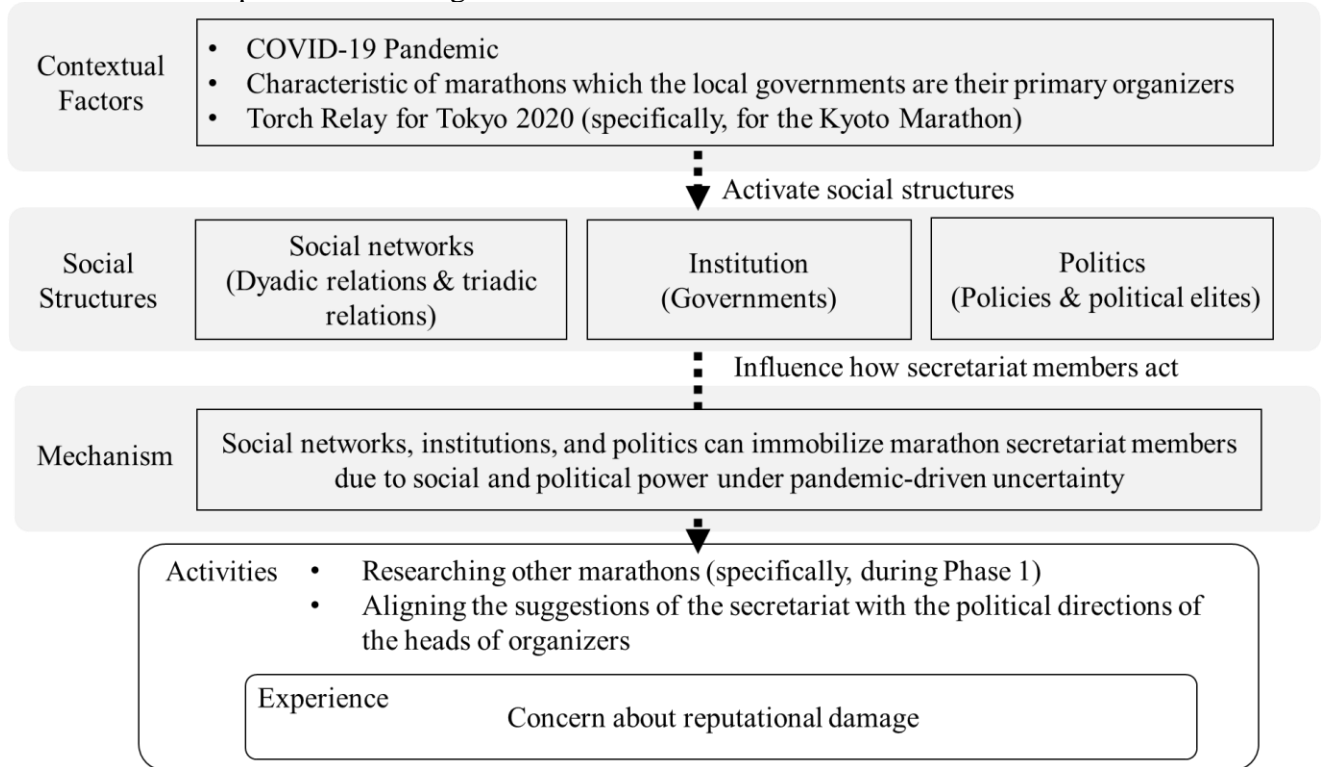 Contextual
Factors
• COVID-19 Pandemic
• Characteristic of marathons which the local governments are their primary organizers
• Torch Relay for Tokyo 2020 (specifically, for the Kyoto Marathon)
Activate social structures
Social
Structures
Social networks
(Dyadic relations & triadic
relations)
Institution
(Governments)
Politics
(Policies & political elites)
Influence how secretariat members act
Mechanism
Social networks, institutions, and politics can immobilize marathon secretariat members
due to social and political power under pandemic-driven uncertainty
Activities
• Researching other marathons (specifically, during Phase 1)
• Aligning the suggestions of the secretariat with the political directions of
the heads of organizers
Experience
Concern about reputational damage